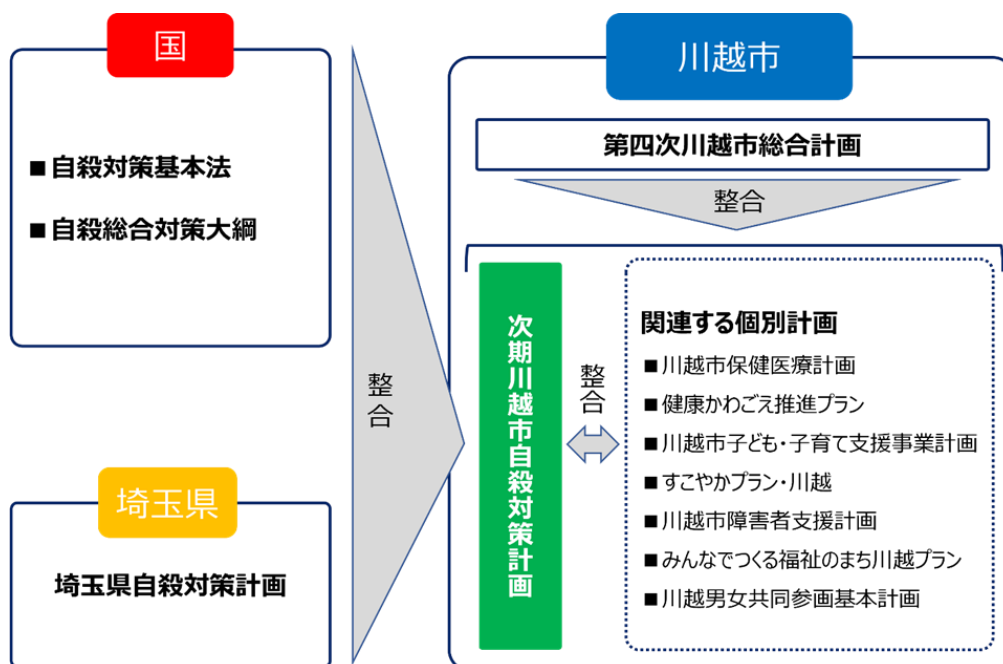 国
■自殺対策基本法
■自殺総合対策大綱
埼玉県
埼玉県自殺対策計画
整合
川越市
第四次川越市総合計画
整合
次期川越市自殺対策計画
整合
関連する個別計画
■川越市保健医療計画
■健康かわごえ推進プラン
■川越市子ども・子育て支援事業計画
■すこやかプラン・川越
■川越市障害者支援計画
■みんなでつくる福祉のまち川越プラン
■川越男女共同参画基本計画